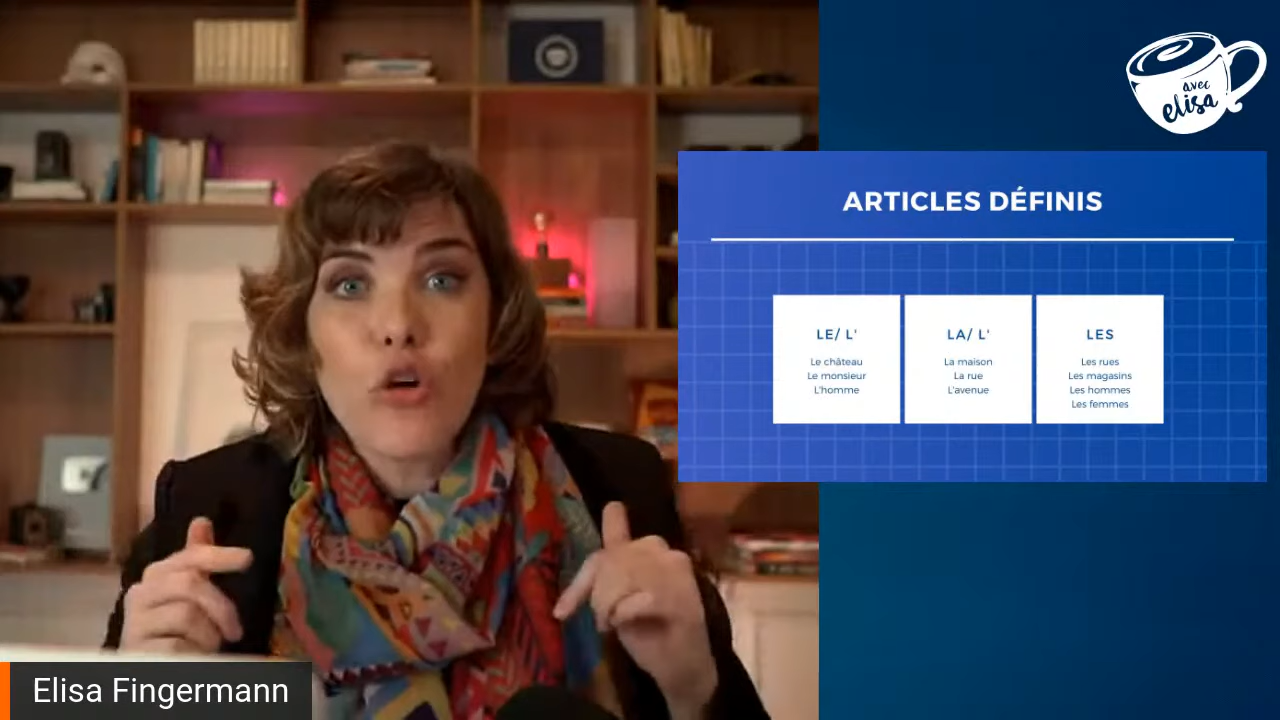 avec
elisa
ARTICLES DÉFINIS
LE/ L'
Le château
Le monsieur
L'homme
LA/ L'
La maison
La rue
L'avenue
LES
Les rues
Les magasins
Les hommes
Les femmes
Elisa Fingermann